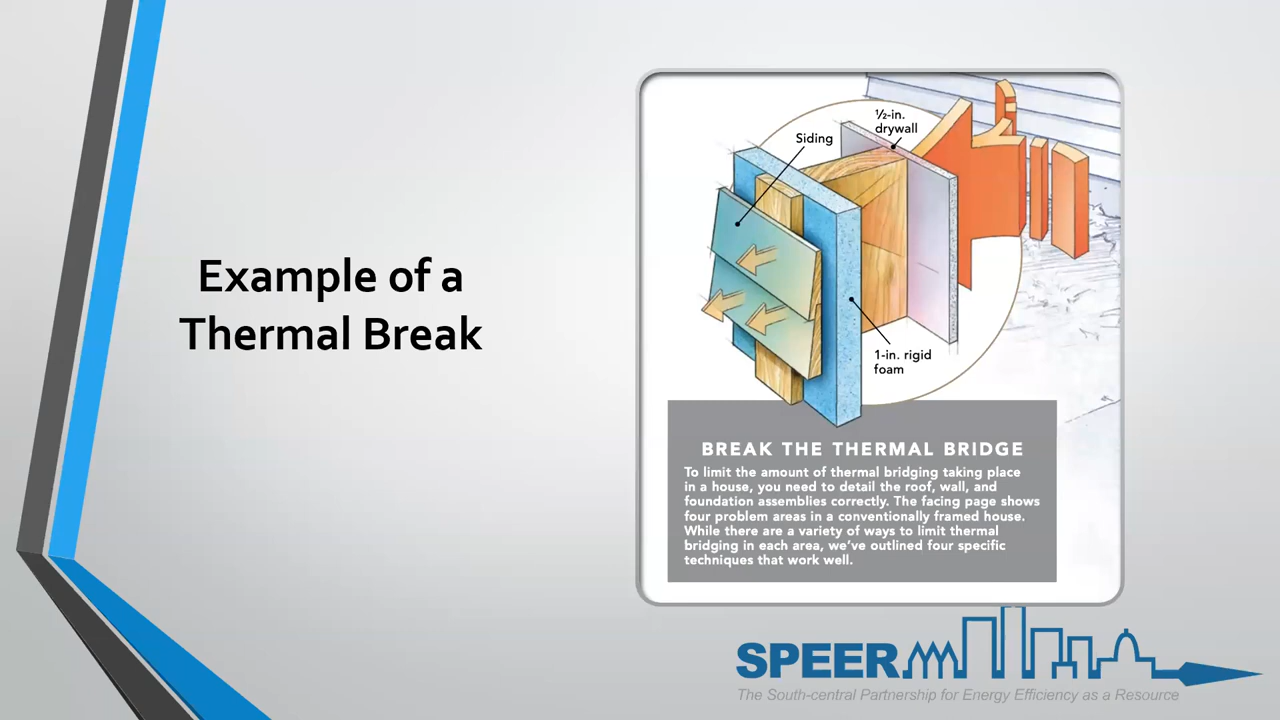 Example of a
Thermal Break
Siding
½-in.
drywall
1-in. rigid
foam
BREAK THE THERMAL BRIDGE
To limit the amount of thermal bridging taking place
in a house, you need to detail the roof, wall, and
foundation assemblies correctly. The facing page shows
four problem areas in a conventionally framed house.
While there are a variety of ways to limit thermal
bridging in each area, we've outlined four specific
techniques that work well.
SPEER
The South-central Partnership for Energy Efficiency as a Resource